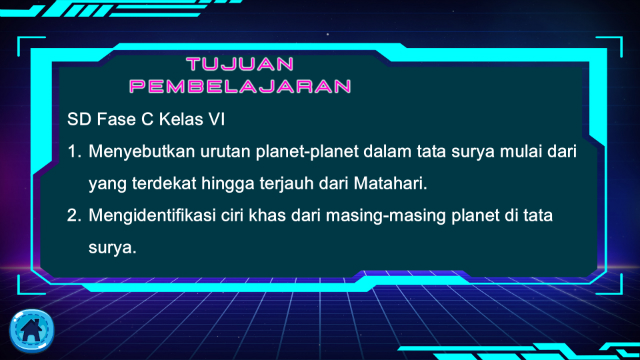 TUJUAN
PEMBELAJARAN
SD Fase C Kelas VI
1. Menyebutkan urutan planet-planet dalam tata surya mulai dari
yang terdekat hingga terjauh dari Matahari.
2. Mengidentifikasi ciri khas dari masing-masing planet di tata
surya.